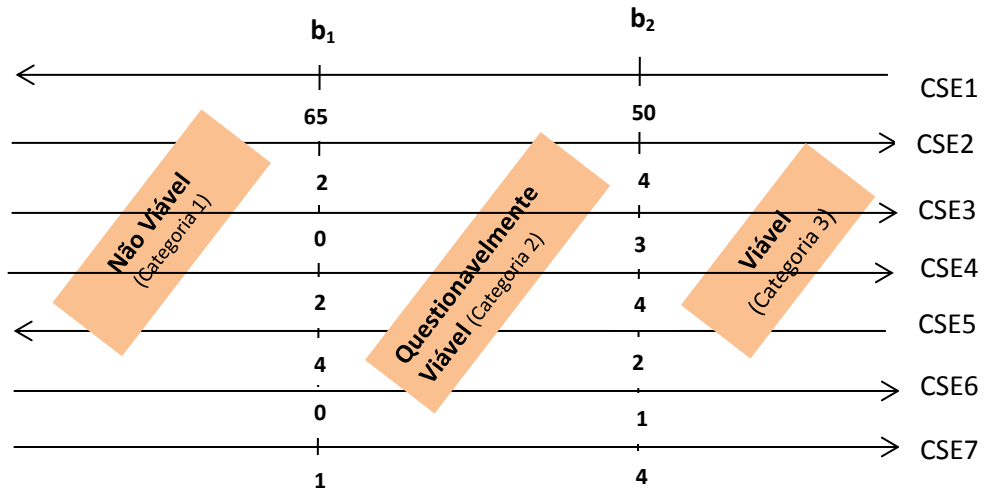 b₁ b₂
CSE1
65 50
CSE2
2 4
CSE3
0 3
CSE4
2 4
CSE5
4 2
CSE6
0 1
CSE7
1 4
Não Viável
(Categoria 1)
Questionavelmente
Viável (Categoria 2)
Viável
(Categoria 3)